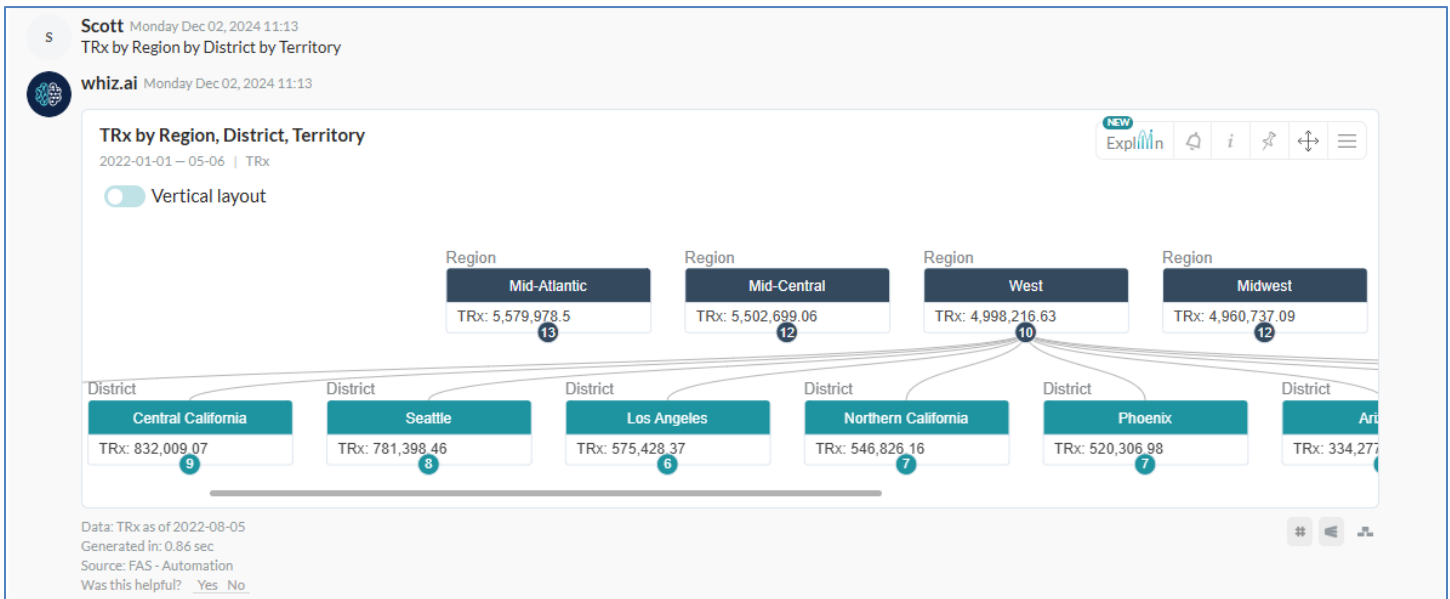 S
Scott Monday Dec 02, 2024 11:13
TRx by Region by District by Territory
whiz.ai Monday Dec 02, 2024 11:13
TRx by Region, District, Territory
2022-01-01 — 05-06 | TRx
NEW
Explain
i
Vertical layout
Region Region Region Region
Mid-Atlantic Mid-Central West Midwest
TRx: 5,579,978.5 TRx: 5,502,699.06 TRx: 4,998,216.63 TRx: 4,960,737.09
13 12 10 12
District District District District District District
Central California Seattle Los Angeles Northern California Phoenix Ari
TRx: 832,009.07 TRx: 781,398.46 TRx: 575,428.37 TRx: 546,826.16 TRx: 520,306.98 TRx: 334,277
9 8 6 7 7
Data: TRx as of 2022-08-05
Generated in: 0.86 sec
Source: FAS - Automation
Was this helpful? Yes No
#